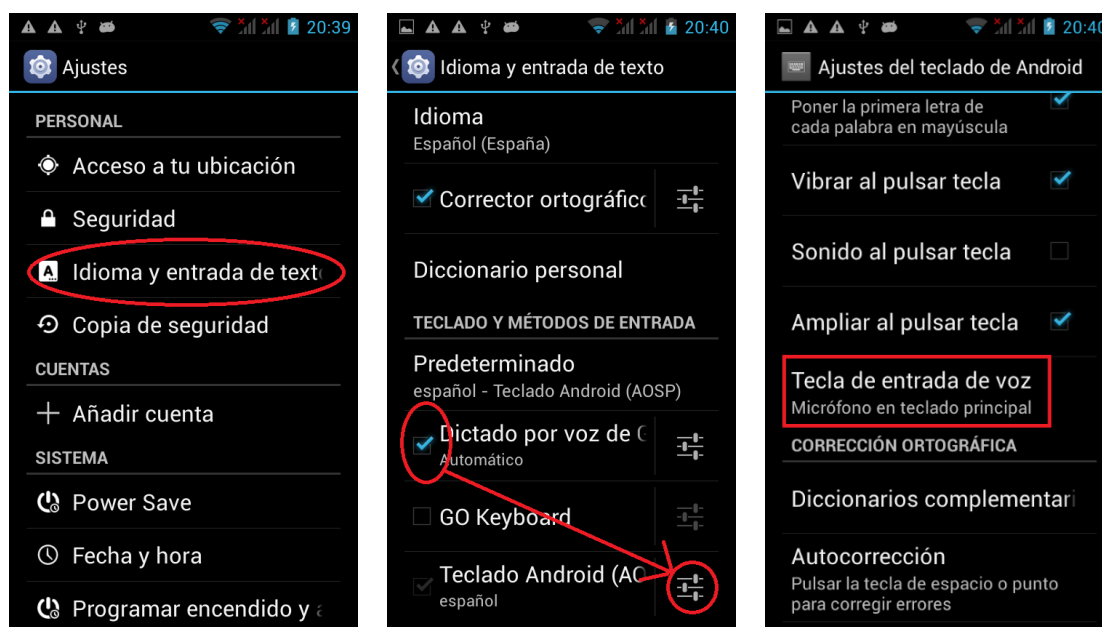 20:39
Ajustes
PERSONAL
Acceso a tu ubicación
Seguridad
Idioma y entrada de text
Copia de seguridad
CUENTAS
Añadir cuenta
SISTEMA
Power Save
Fecha y hora
Programar encendido y a
20:40
Idioma y entrada de texto
Idioma
Español (España)
Corrector ortográfic
Diccionario personal
TECLADO Y MÉTODOS DE ENTRADA
Predeterminado
español - Teclado Android (AOSP)
Dictado por voz de G
Automático
GO Keyboard
Teclado Android (AO
español
20:40
Ajustes del teclado de Android
Poner la primera letra de
cada palabra en mayúscula
Vibrar al pulsar tecla
Sonido al pulsar tecla
Ampliar al pulsar tecla
Tecla de entrada de voz
Micrófono en teclado principal
CORRECCIÓN ORTOGRÁFICA
Diccionarios complementari
Autocorrección
Pulsar la tecla de espacio o punto
para corregir errores